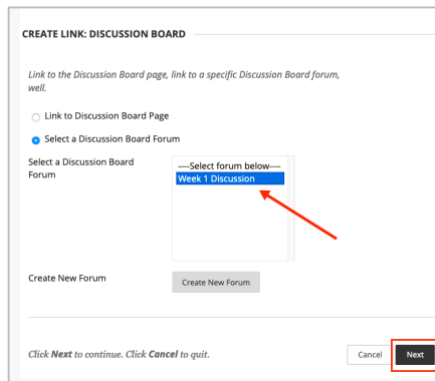 CREATE LINK: DISCUSSION BOARD
Link to the Discussion Board page, link to a specific Discussion Board forum,
well.
Link to Discussion Board Page
Select a Discussion Board Forum
Select a Discussion Board
Forum
----Select forum below----
Week 1 Discussion
Create New Forum
Create New Forum
Click Next to continue. Click Cancel to quit.
Cancel
Next